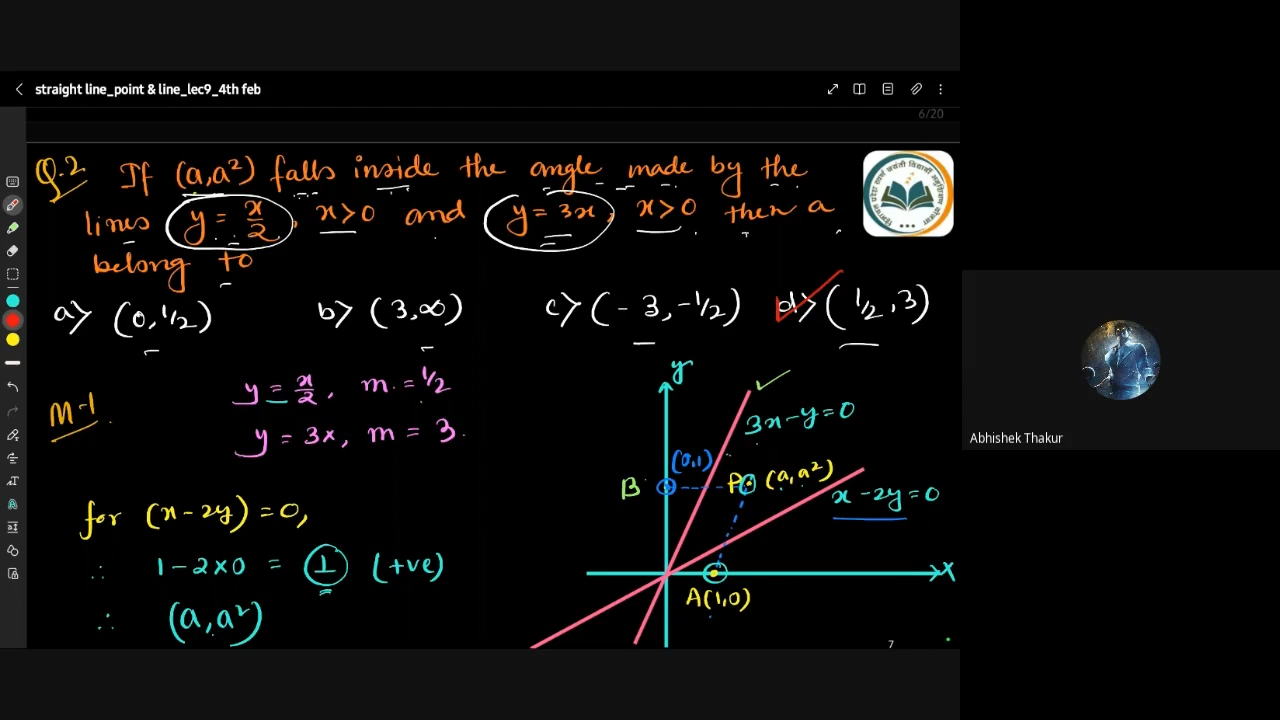 straight line_point & line_lec9_4th feb
6/20
Q.2 If (a,a²) falls inside the angle made by the
lines y = x/2, x>0 and y = 3x, x>0 then a
belong to
a> (0,1/2) b> (3,∞) c> (-3,-1/2) d> (1/2,3)
M-1
y = x/2, m = 1/2
y = 3x, m = 3
for (x-2y) = 0,
∴ 1-2×0 = 1 (+ve)
∴ (a,a²)
y
3x-y=0
(0,1)
B
P (a,a²)
x-2y=0
X
A(1,0)
7
Abhishek Thakur